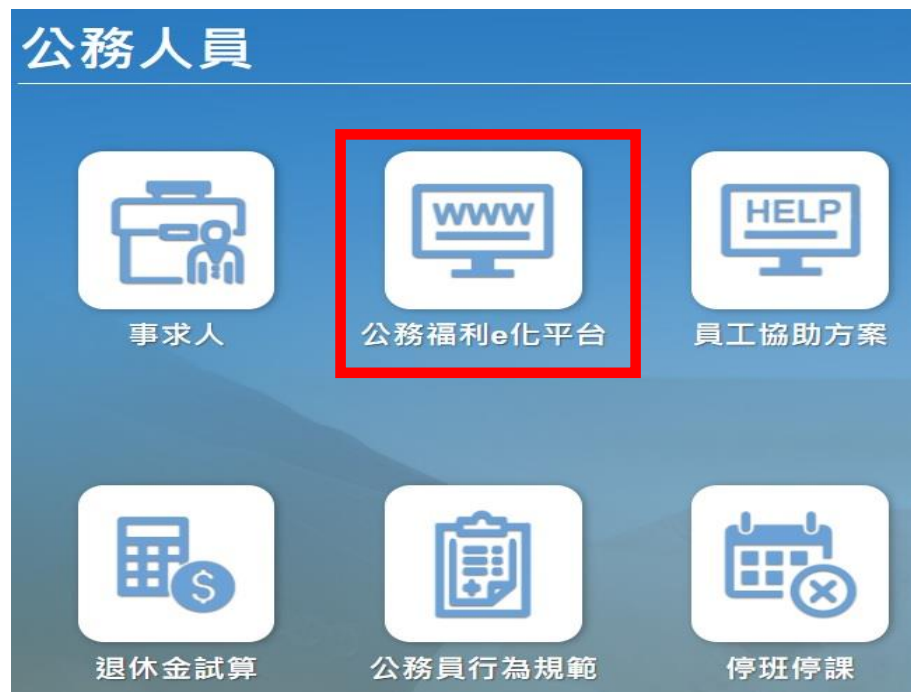 公務人員
WWW
HELP
事求人
公務福利e化平台
員工協助方案
$
退休金試算
公務員行為規範
停班停課